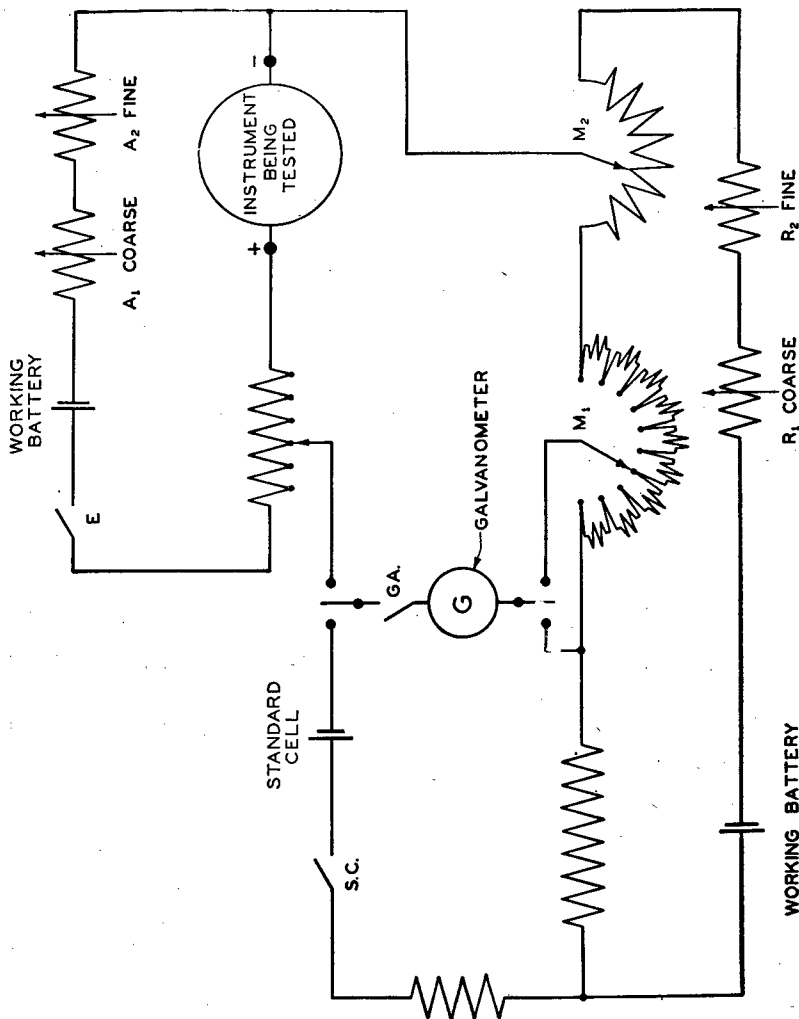 WORKING
BATTERY
E
A₁ COARSE
A₂ FINE
+
INSTRUMENT
BEING
TESTED
-
STANDARD
CELL
S.C.
GA.
G
GALVANOMETER
M₁
M₂
WORKING BATTERY
R₁ COARSE
R₂ FINE